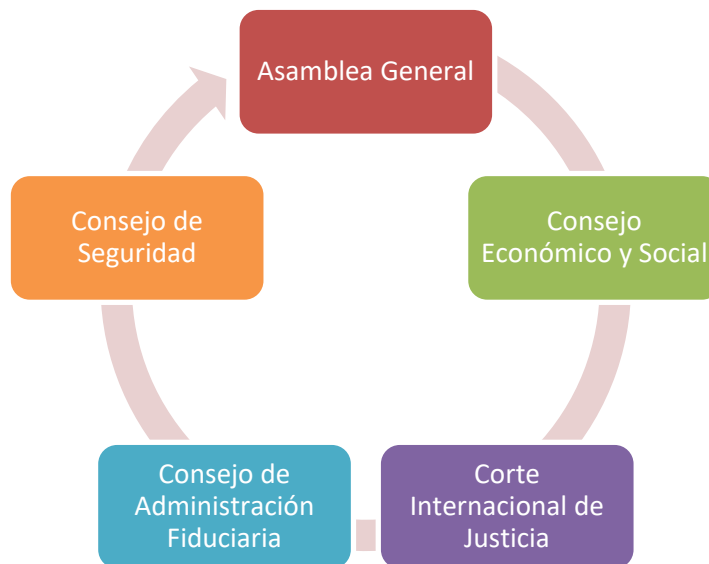 Asamblea General
Consejo
Económico y Social
Corte
Internacional de
Justicia
Consejo de
Administración
Fiduciaria
Consejo de
Seguridad